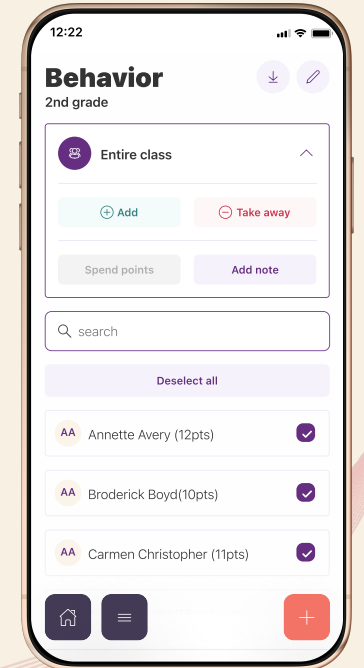 12:22
Behavior
2nd grade
Entire class
Add
Take away
Spend points
Add note
search
Deselect all
AA Annette Avery (12pts)
AA Broderick Boyd(10pts)
AA Carmen Christopher (11pts)